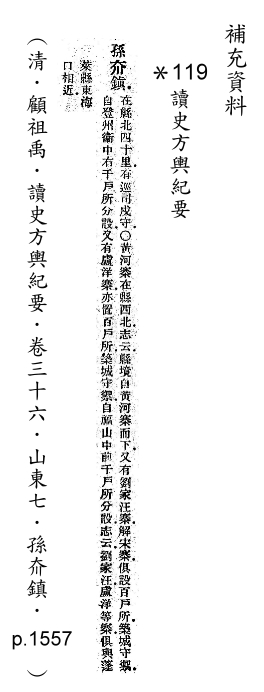 補充資料
*119 讀史方輿紀要
孫夼鎮 在縣北四十里有巡司戍守○黃河寨在縣西北志云縣境自黃河寨而下又有劉家汪寨解宋寨俱設百戶所築城守禦
自登州衛中右千戶所分設又有盧洋寨亦置百戶所築城守禦自福山中前千戶所分設志云劉家汪盧洋等寨俱與蓬
萊縣東海
口相近
（清．顧祖禹．讀史方輿紀要．卷三十六．山東七．孫夼鎮．p.1557）